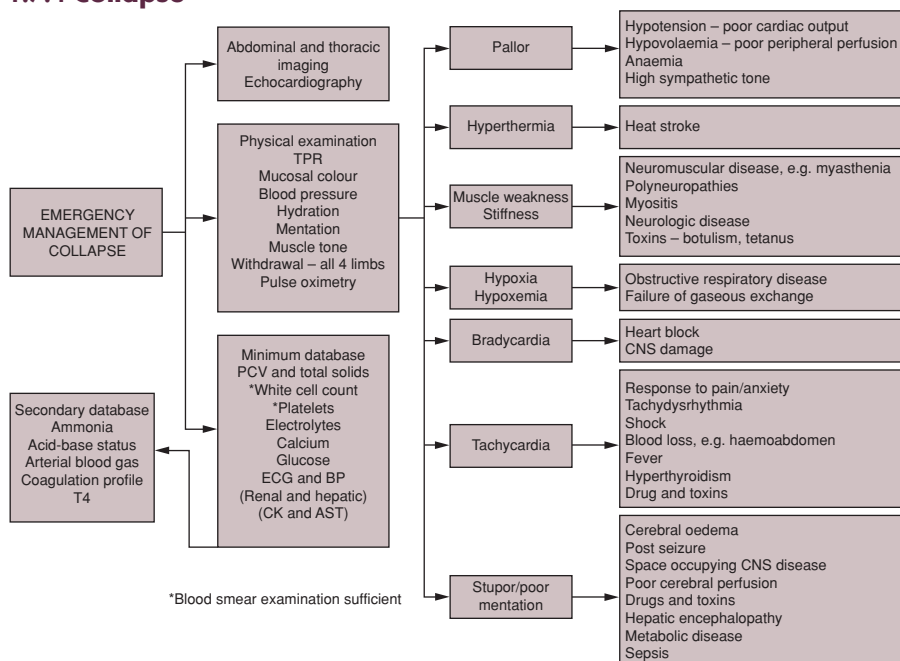 Collapse
Abdominal and thoracic
imaging
Echocardiography
Physical examination
TPR
Mucosal colour
Blood pressure
Hydration
Mentation
Muscle tone
Withdrawal – all 4 limbs
Pulse oximetry
EMERGENCY
MANAGEMENT OF
COLLAPSE
Minimum database
PCV and total solids
*White cell count
*Platelets
Electrolytes
Calcium
Glucose
ECG and BP
(Renal and hepatic)
(CK and AST)
Secondary database
Ammonia
Acid-base status
Arterial blood gas
Coagulation profile
T4
*Blood smear examination sufficient
Pallor
Hypotension – poor cardiac output
Hypovolaemia – poor peripheral perfusion
Anaemia
High sympathetic tone
Hyperthermia
Heat stroke
Muscle weakness
Stiffness
Neuromuscular disease, e.g. myasthenia
Polyneuropathies
Myositis
Neurologic disease
Toxins – botulism, tetanus
Hypoxia
Hypoxemia
Obstructive respiratory disease
Failure of gaseous exchange
Bradycardia
Heart block
CNS damage
Tachycardia
Response to pain/anxiety
Tachydysrhythmia
Shock
Blood loss, e.g. haemoabdomen
Fever
Hyperthyroidism
Drug and toxins
Stupor/poor
mentation
Cerebral oedema
Post seizure
Space occupying CNS disease
Poor cerebral perfusion
Drugs and toxins
Hepatic encephalopathy
Metabolic disease
Sepsis